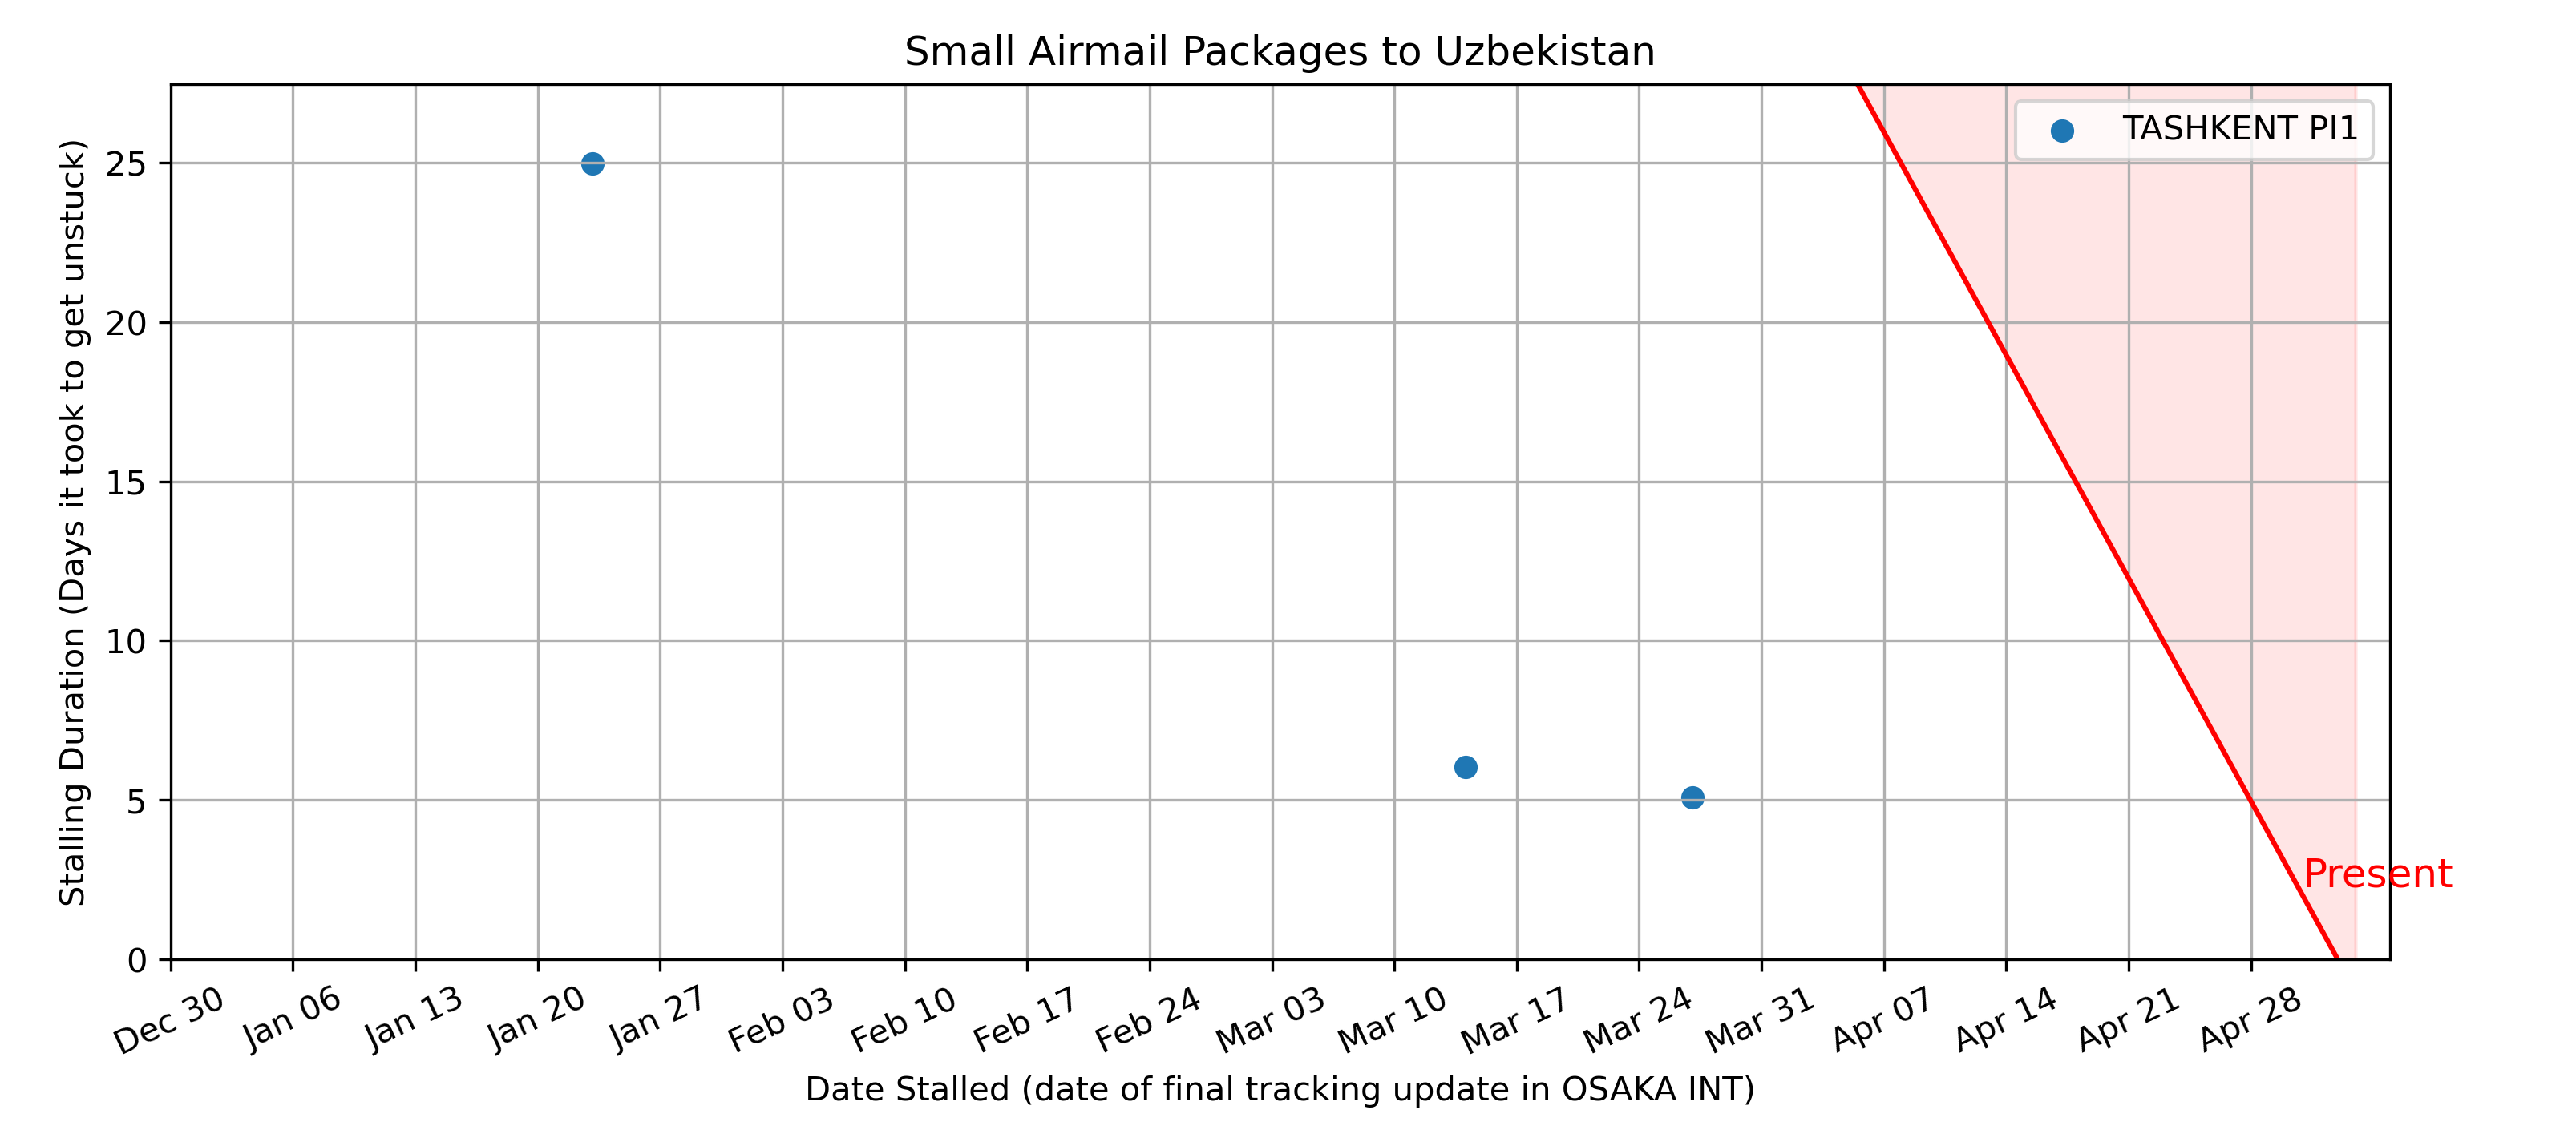 Small Airmail Packages to Uzbekistan
TASHKENT PI1
Stalling Duration (Days it took to get unstuck)
25
20
15
10
5
0
Present
Dec 30
Jan 06
Jan 13
Jan 20
Jan 27
Feb 03
Feb 10
Feb 17
Feb 24
Mar 03
Mar 10
Mar 17
Mar 24
Mar 31
Apr 07
Apr 14
Apr 21
Apr 28
Date Stalled (date of final tracking update in OSAKA INT)